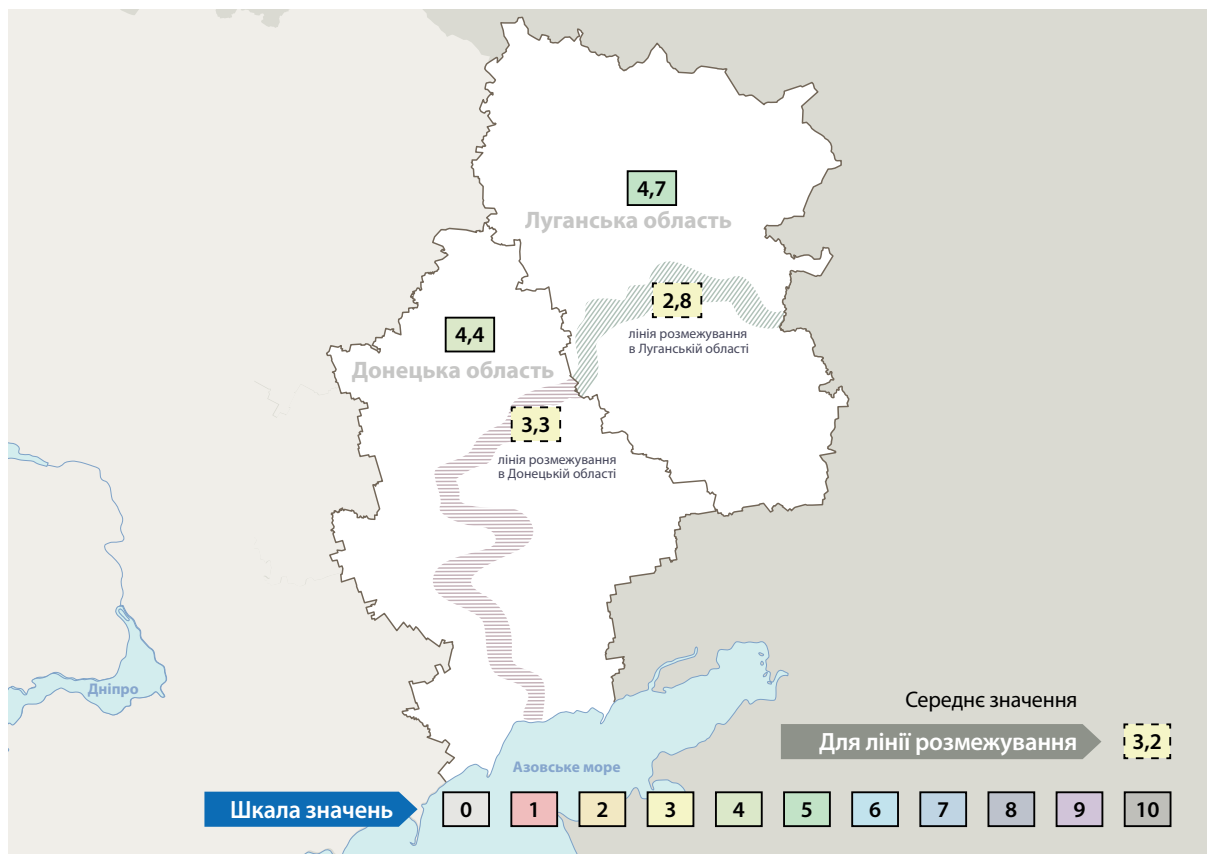 4,7
Луганська область
2,8
лінія розмежування
в Луганській області
4,4
Донецька область
3,3
лінія розмежування
в Донецькій області
Дніпро
Азовське море
Середнє значення
Для лінії розмежування 3,2
Шкала значень 0 1 2 3 4 5 6 7 8 9 10